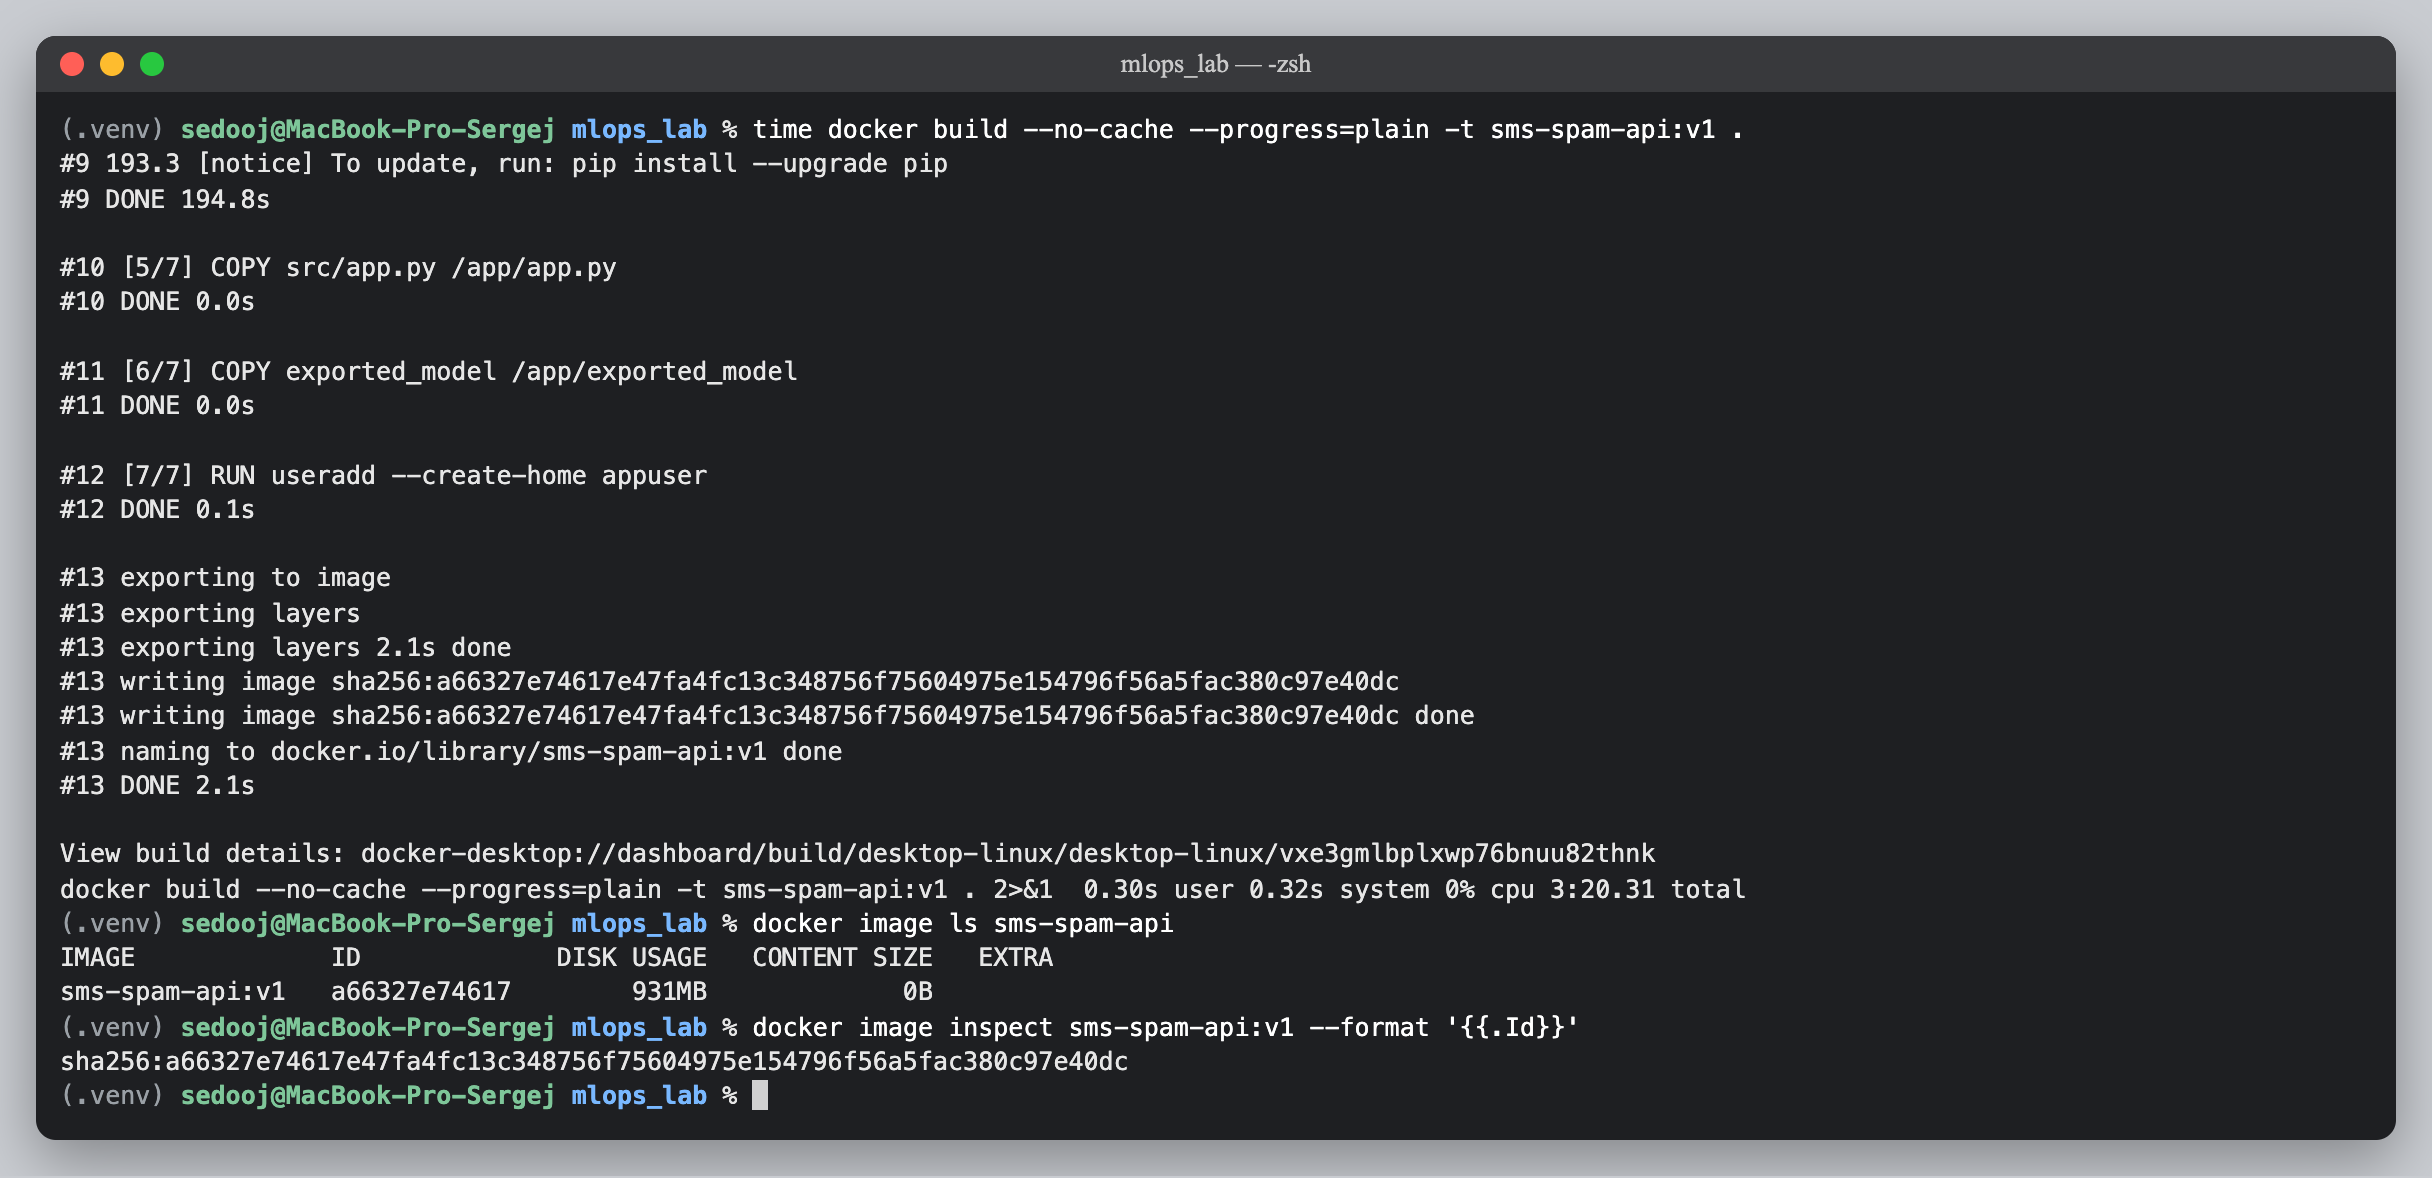 mlops_lab — -zsh
(.venv) sedooj@MacBook-Pro-Sergej mlops_lab % time docker build --no-cache --progress=plain -t sms-spam-api:v1 .
#9 193.3 [notice] To update, run: pip install --upgrade pip
#9 DONE 194.8s
#10 [5/7] COPY src/app.py /app/app.py
#10 DONE 0.0s
#11 [6/7] COPY exported_model /app/exported_model
#11 DONE 0.0s
#12 [7/7] RUN useradd --create-home appuser
#12 DONE 0.1s
#13 exporting to image
#13 exporting layers
#13 exporting layers 2.1s done
#13 writing image sha256:a66327e74617e47fa4fc13c348756f75604975e154796f56a5fac380c97e40dc
#13 writing image sha256:a66327e74617e47fa4fc13c348756f75604975e154796f56a5fac380c97e40dc done
#13 naming to docker.io/library/sms-spam-api:v1 done
#13 DONE 2.1s
View build details: docker-desktop://dashboard/build/desktop-linux/desktop-linux/vxe3gmlbplxwp76bnuu82thnk
docker build --no-cache --progress=plain -t sms-spam-api:v1 . 2>&1  0.30s user 0.32s system 0% cpu 3:20.31 total
(.venv) sedooj@MacBook-Pro-Sergej mlops_lab % docker image ls sms-spam-api
IMAGE             ID             DISK USAGE   CONTENT SIZE   EXTRA
sms-spam-api:v1   a66327e74617        931MB             0B
(.venv) sedooj@MacBook-Pro-Sergej mlops_lab % docker image inspect sms-spam-api:v1 --format '{{.Id}}'
sha256:a66327e74617e47fa4fc13c348756f75604975e154796f56a5fac380c97e40dc
(.venv) sedooj@MacBook-Pro-Sergej mlops_lab %